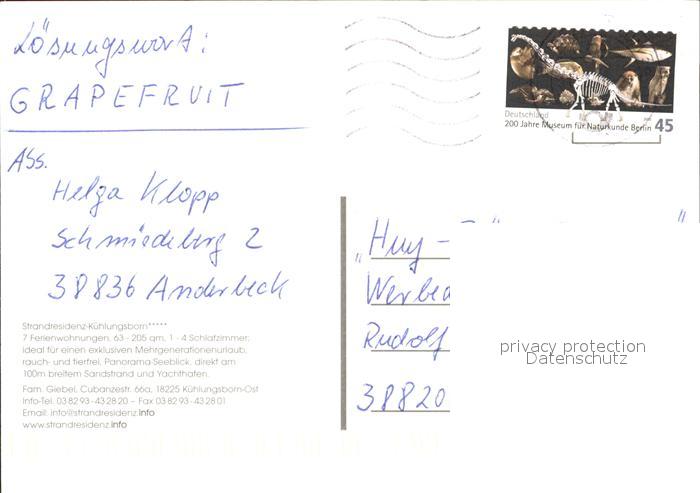 Lösungswort:
GRAPEFRUIT
Abs.
Helga Klopp
Schmiedeberg 2
38836 Anderbeck
Strandresidenz-Kühlungsborn*****
7 Ferienwohnungen, 63 - 205 qm, 1 - 4 Schlafzimmer;
ideal für einen exklusiven Mehrgenerationenurlaub,
rauch- und tierfrei, Panorama-Seeblick, direkt am
100m breitem Sandstrand und Yachthafen.
Fam. Giebel, Cubanzestr. 66a, 18225 Kühlungsborn-Ost
Info-Tel. 03 82 93 - 43 28 20 – Fax 03 82 93 - 43 28 01
Email: info@strandresidenz.info
www.strandresidenz.info
Deutschland
200 Jahre Museum für Naturkunde Berlin 45
„Huy -
Rudolf
38820
privacy protection
Datenschutz